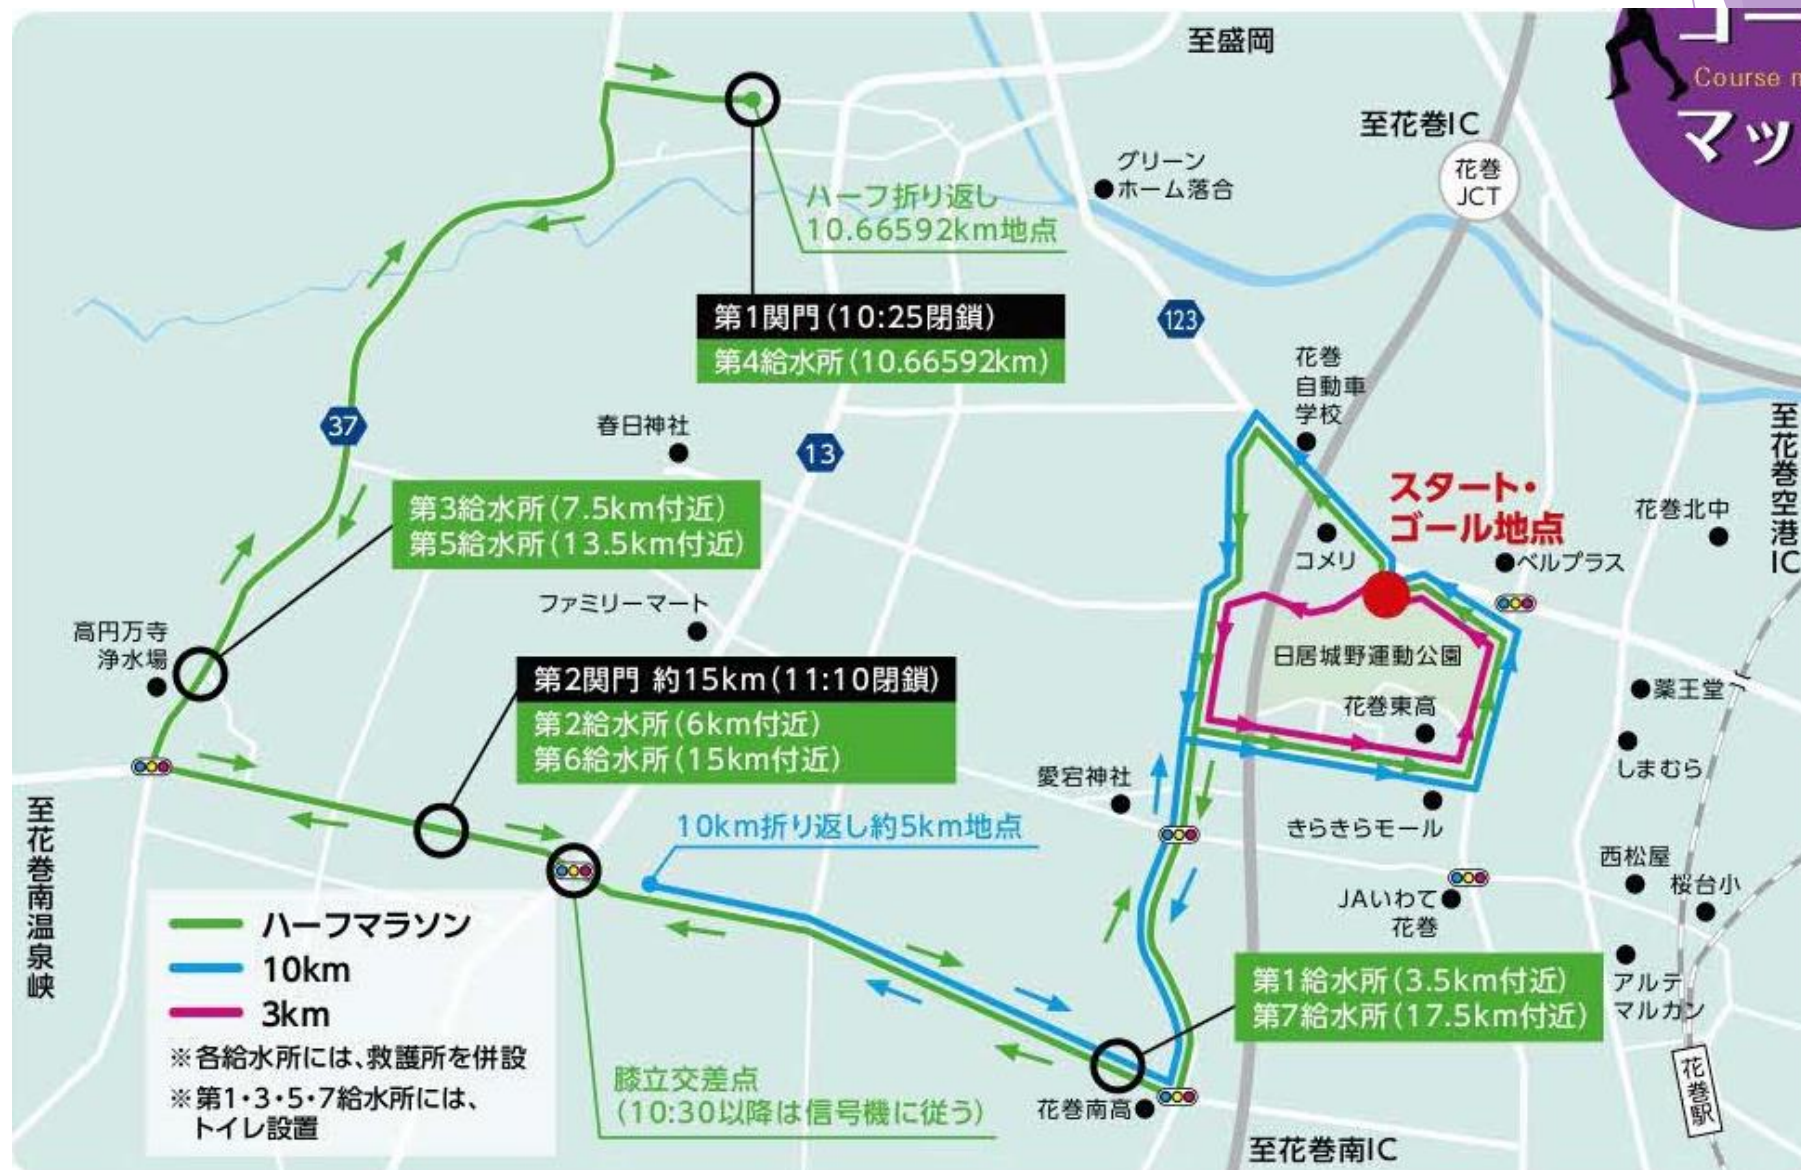 至盛岡
コー
Course m
マッ
至花巻IC
花巻
JCT
グリーン
ホーム落合
ハーフ折り返し
10.66592km地点
第1関門(10:25閉鎖)
第4給水所(10.66592km)
123
花巻
自動車
学校
37
春日神社
13
至花巻空港IC
スタート・
ゴール地点
第3給水所(7.5km付近)
第5給水所(13.5km付近)
花巻北中
コメリ
ベルプラス
ファミリーマート
高円万寺
浄水場
日居城野運動公園
第2関門 約15km(11:10閉鎖)
第2給水所(6km付近)
第6給水所(15km付近)
薬王堂
花巻東高
しまむら
愛宕神社
至花巻南温泉峡
10km折り返し約5km地点
きらきらモール
西松屋
桜台小
JAいわて
花巻
ハーフマラソン
10km
3km
※各給水所には、救護所を併設
※第1・3・5・7給水所には、
トイレ設置
第1給水所(3.5km付近)
第7給水所(17.5km付近)
アルテ
マルカン
膝立交差点
(10:30以降は信号機に従う)
花巻南高
花巻駅
至花巻南IC